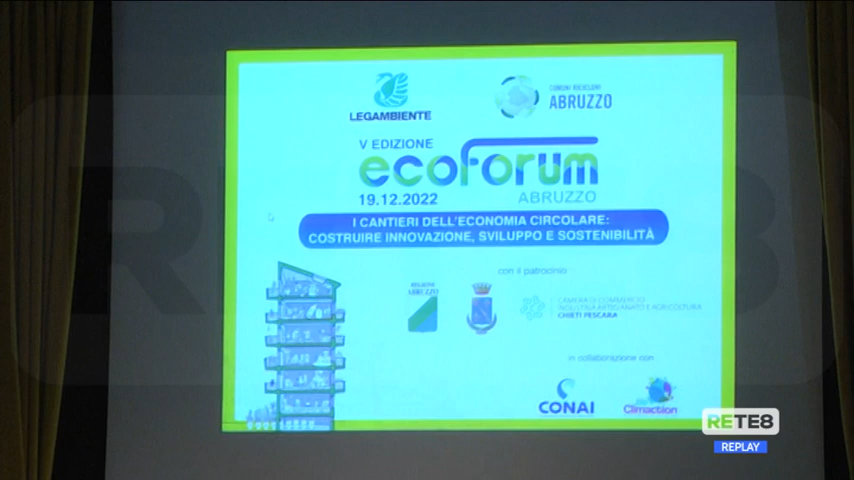 LEGAMBIENTE
COMUNI RICICLONI
ABRUZZO
V EDIZIONE
ecoforum
19.12.2022
ABRUZZO
I CANTIERI DELL'ECONOMIA CIRCOLARE:
COSTRUIRE INNOVAZIONE, SVILUPPO E SOSTENIBILITÀ
con il patrocinio
REGIONE
ABRUZZO
CAMERA DI COMMERCIO
INDUSTRIA ARTIGIANATO E AGRICOLTURA
CHIETI PESCARA
in collaborazione con
CONAI
Climaction
RETE8
REPLAY
RETE8